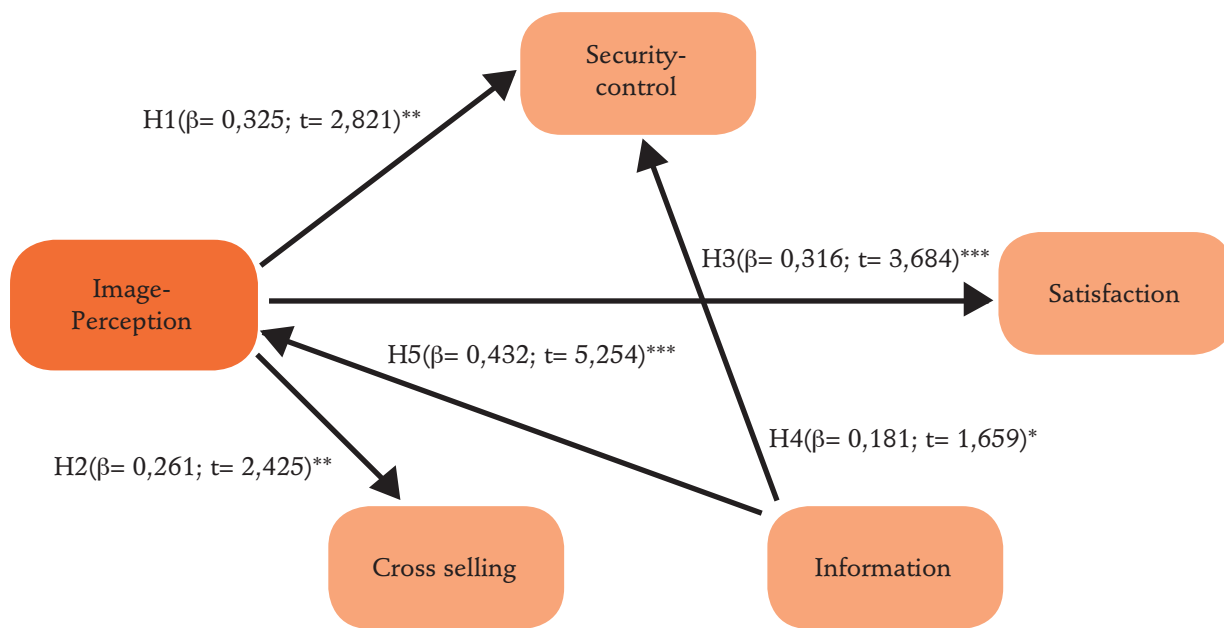 Security-
control
H1(β= 0,325; t= 2,821)**
H3(β= 0,316; t= 3,684)***
Image-
Perception
Satisfaction
H5(β= 0,432; t= 5,254)***
H4(β= 0,181; t= 1,659)*
H2(β= 0,261; t= 2,425)**
Cross selling
Information